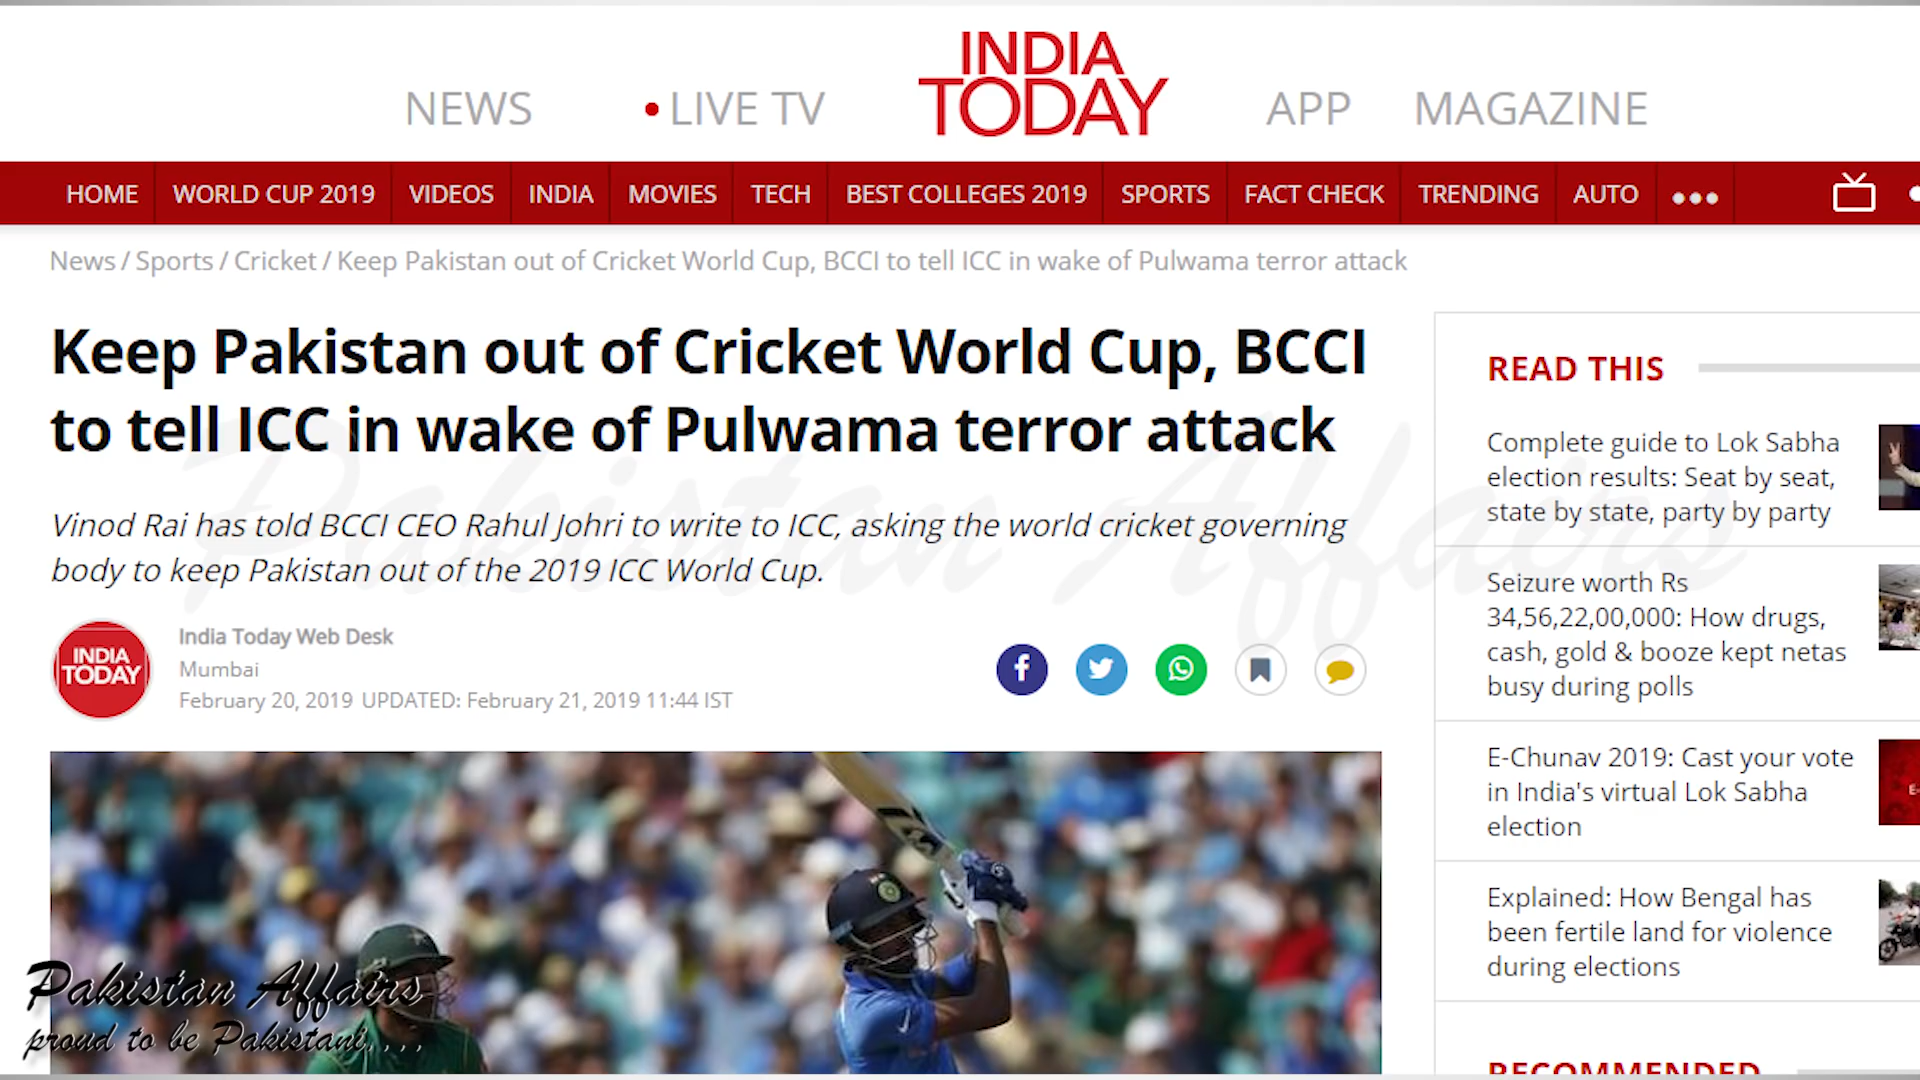 INDIA
TODAY
NEWS
LIVE TV
APP
MAGAZINE
HOME
WORLD CUP 2019
VIDEOS
INDIA
MOVIES
TECH
BEST COLLEGES 2019
SPORTS
FACT CHECK
TRENDING
AUTO
News / Sports / Cricket / Keep Pakistan out of Cricket World Cup, BCCI to tell ICC in wake of Pulwama terror attack
Keep Pakistan out of Cricket World Cup, BCCI
to tell ICC in wake of Pulwama terror attack
Vinod Rai has told BCCI CEO Rahul Johri to write to ICC, asking the world cricket governing
body to keep Pakistan out of the 2019 ICC World Cup.
INDIA
TODAY
India Today Web Desk
Mumbai
February 20, 2019 UPDATED: February 21, 2019 11:44 IST
READ THIS
Complete guide to Lok Sabha
election results: Seat by seat,
state by state, party by party
Seizure worth Rs
34,56,22,00,000: How drugs,
cash, gold & booze kept netas
busy during polls
E-Chunav 2019: Cast your vote
in India's virtual Lok Sabha
election
Explained: How Bengal has
been fertile land for violence
during elections
RECOMMENDED
Pakistan Affairs
Pakistan Affairs
proud to be Pakistani....